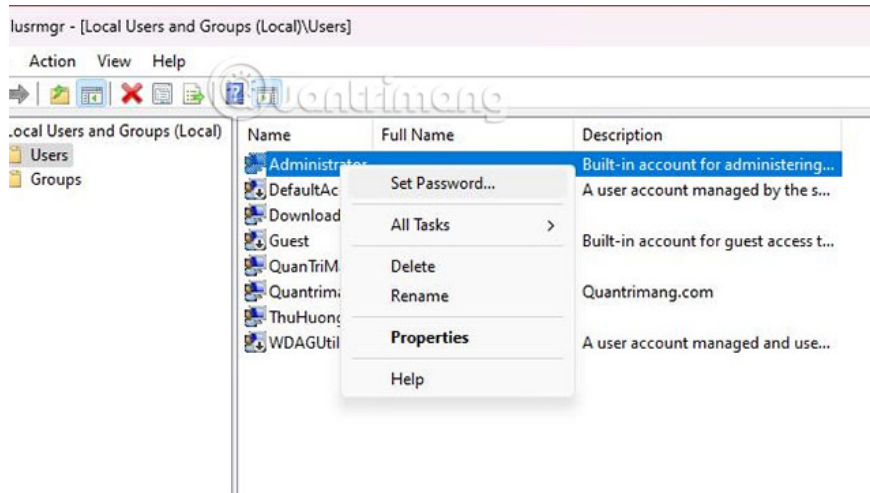 lusrmgr - [Local Users and Groups (Local)\Users]
Action View Help
Quantrimang
Local Users and Groups (Local)
Users
Groups
Name Full Name Description
Administrator Built-in account for administering...
DefaultAc A user account managed by the s...
Download
Guest Built-in account for guest access t...
QuanTriM
Quantrima Quantrimang.com
ThuHuong
WDAGUtil A user account managed and use...
Set Password...
All Tasks
Delete
Rename
Properties
Help